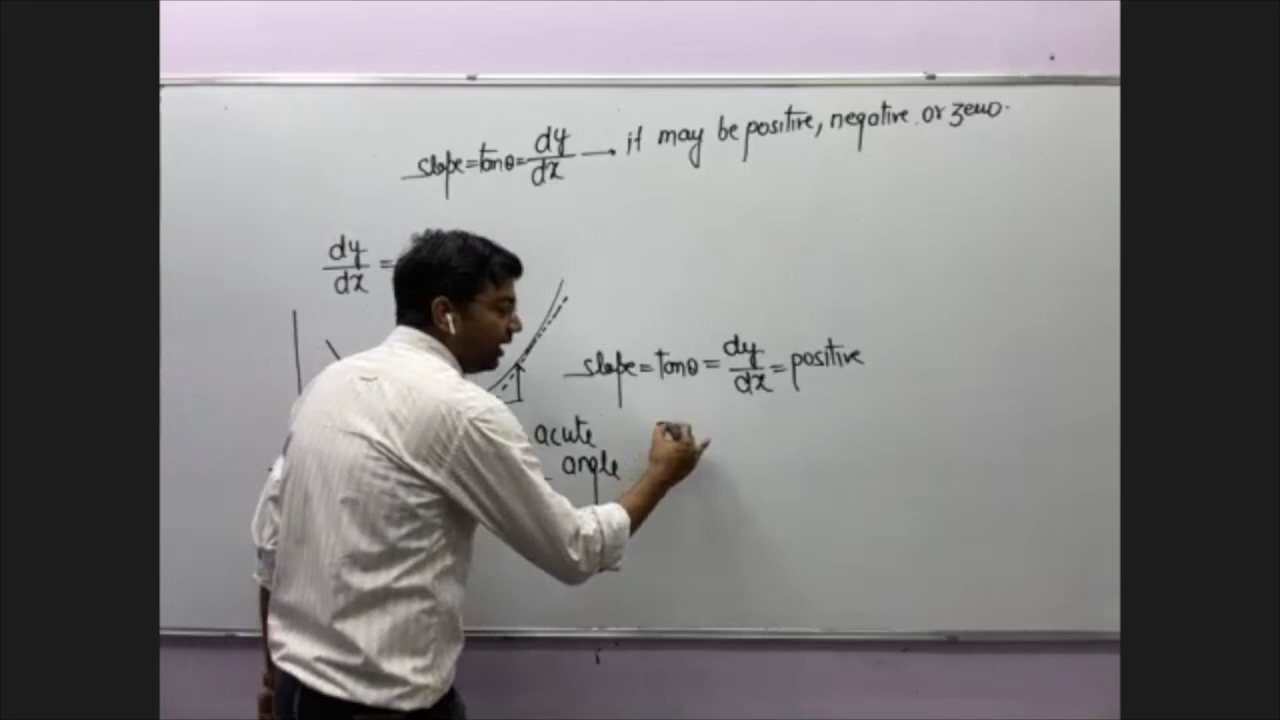 slope = tanθ = dy/dx → it may be positive, negative. or zero.
dy/dx =
slope = tanθ = dy/dx = positive
acute
angle